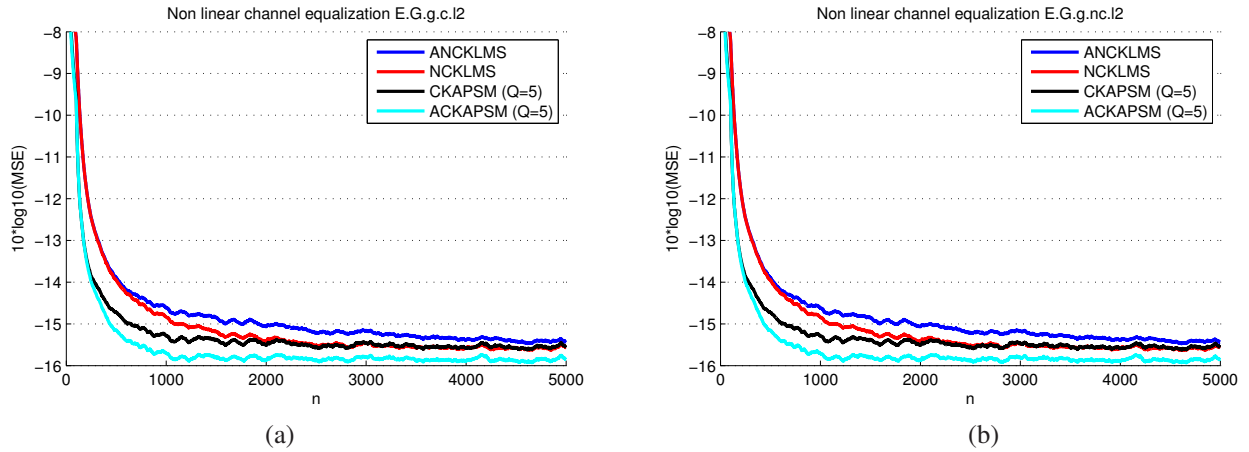 Non linear channel equalization E.G.g.c.l2
−8
−9
−10
−11
−12
−13
−14
−15
−16
10*log10(MSE)
ANCKLMS
NCKLMS
CKAPSM (Q=5)
ACKAPSM (Q=5)
0 1000 2000 3000 4000 5000
n
(a)
Non linear channel equalization E.G.g.nc.l2
−8
−9
−10
−11
−12
−13
−14
−15
−16
10*log10(MSE)
ANCKLMS
NCKLMS
CKAPSM (Q=5)
ACKAPSM (Q=5)
0 1000 2000 3000 4000 5000
n
(b)